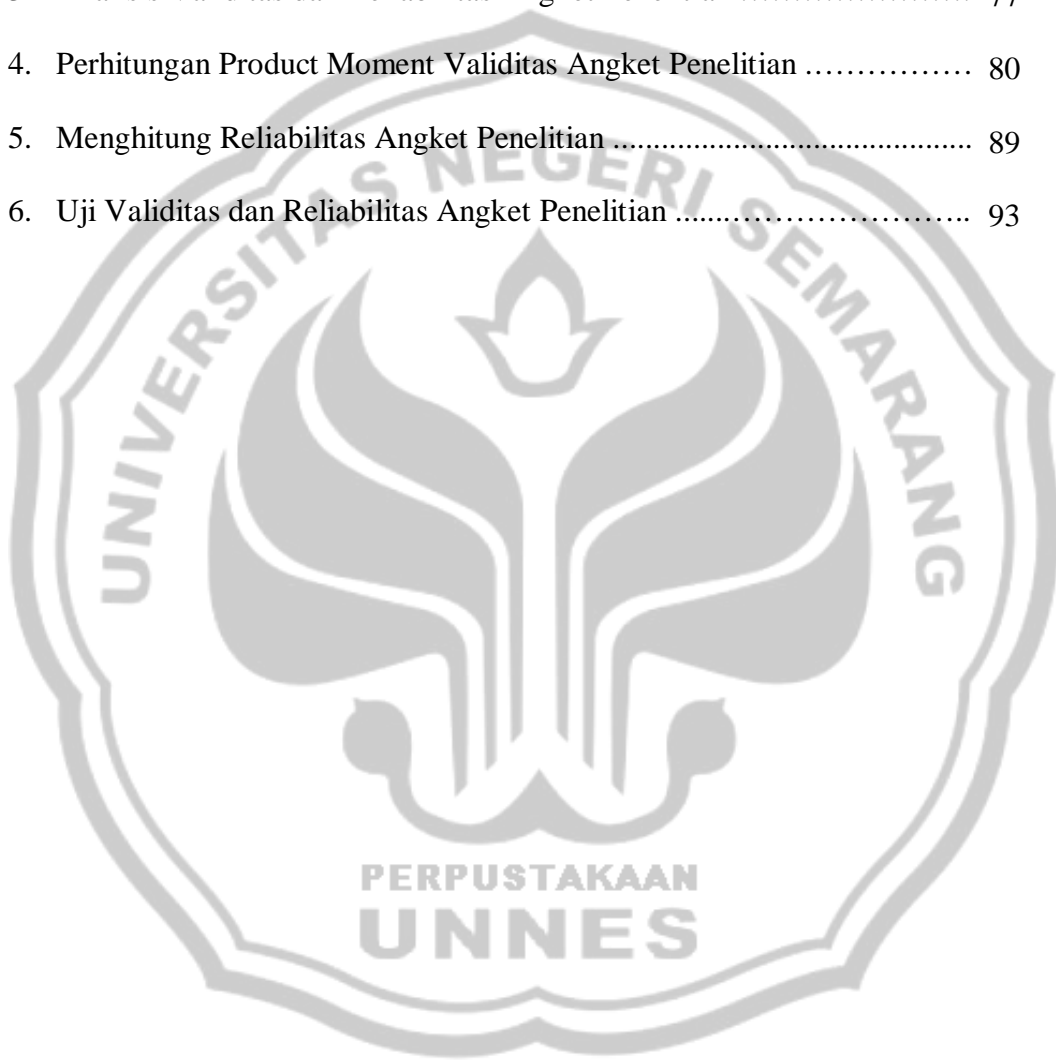 4. Perhitungan Product Moment Validitas Angket Penelitian ................ 80
5. Menghitung Reliabilitas Angket Penelitian .......................................... 89
6. Uji Validitas dan Reliabilitas Angket Penelitian ............................ 93
UNIVERSITAS NEGERI SEMARANG
PERPUSTAKAAN
UNNES